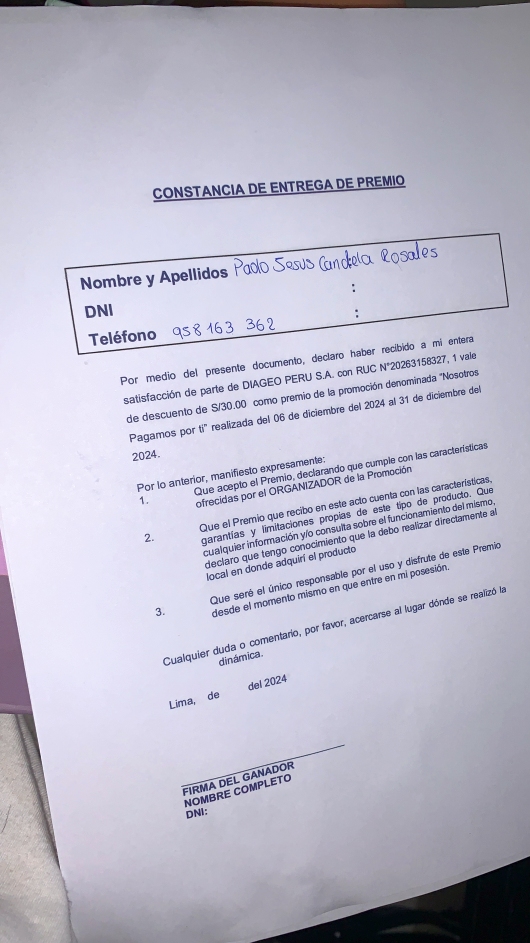 CONSTANCIA DE ENTREGA DE PREMIO
Nombre y Apellidos Paolo Jesus Candela Rosales
:
DNI
:
Teléfono 958 163 362
Por medio del presente documento, declaro haber recibido a mi entera
satisfacción de parte de DIAGEO PERU S.A. con RUC N°20263158327, 1 vale
de descuento de S/30.00 como premio de la promoción denominada "Nosotros
Pagamos por ti" realizada del 06 de diciembre del 2024 al 31 de diciembre del
2024.
Por lo anterior, manifiesto expresamente:
1. Que acepto el Premio, declarando que cumple con las características
ofrecidas por el ORGANIZADOR de la Promoción
2. Que el Premio que recibo en este acto cuenta con las características,
garantías y limitaciones propias de este tipo de producto. Que
cualquier información y/o consulta sobre el funcionamiento del mismo,
declaro que tengo conocimiento que la debo realizar directamente al
local en donde adquirí el producto
3. Que seré el único responsable por el uso y disfrute de este Premio
desde el momento mismo en que entre en mi posesión.
Cualquier duda o comentario, por favor, acercarse al lugar dónde se realizó la
dinámica.
Lima, de del 2024
FIRMA DEL GANADOR
NOMBRE COMPLETO
DNI: